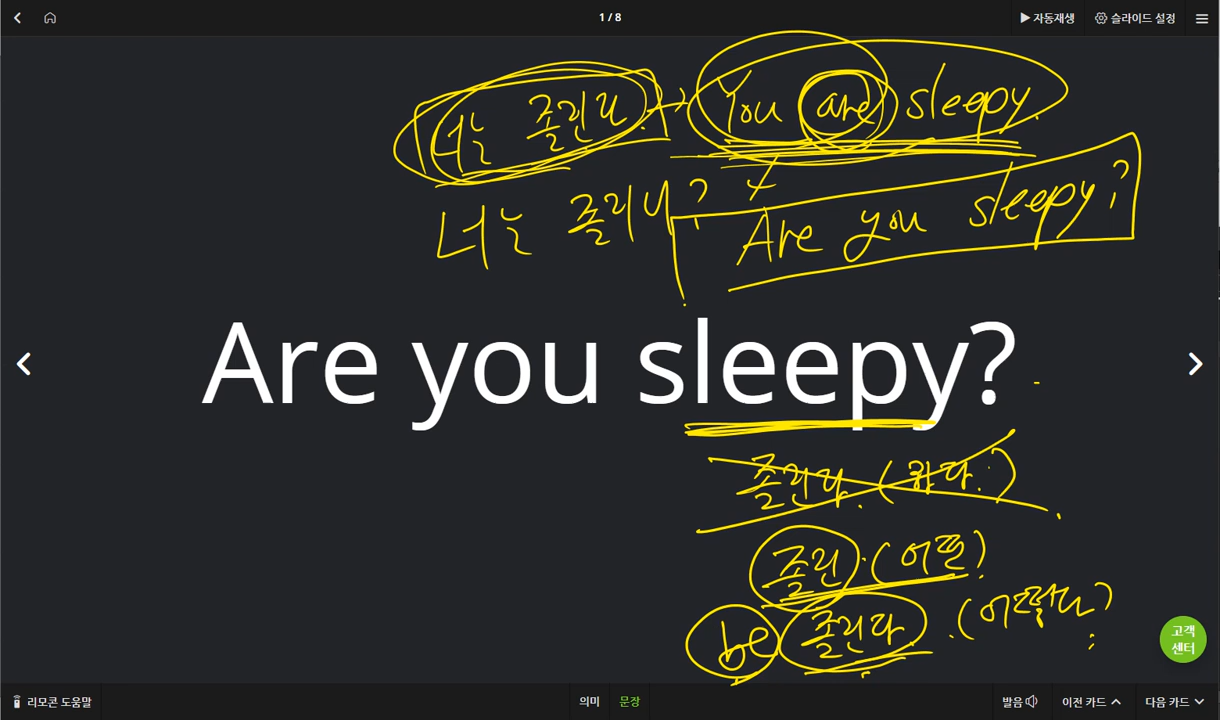 1 / 8
자동재생
슬라이드 설정
너는 졸리다. → You are sleepy.
너는 졸리니? → Are you sleepy?
Are you sleepy?
졸린다. (하다.)
졸린. (어떤)
be 졸린다. (어떻다)
고객
센터
리모콘 도움말
의미
문장
발음
이전 카드
다음 카드